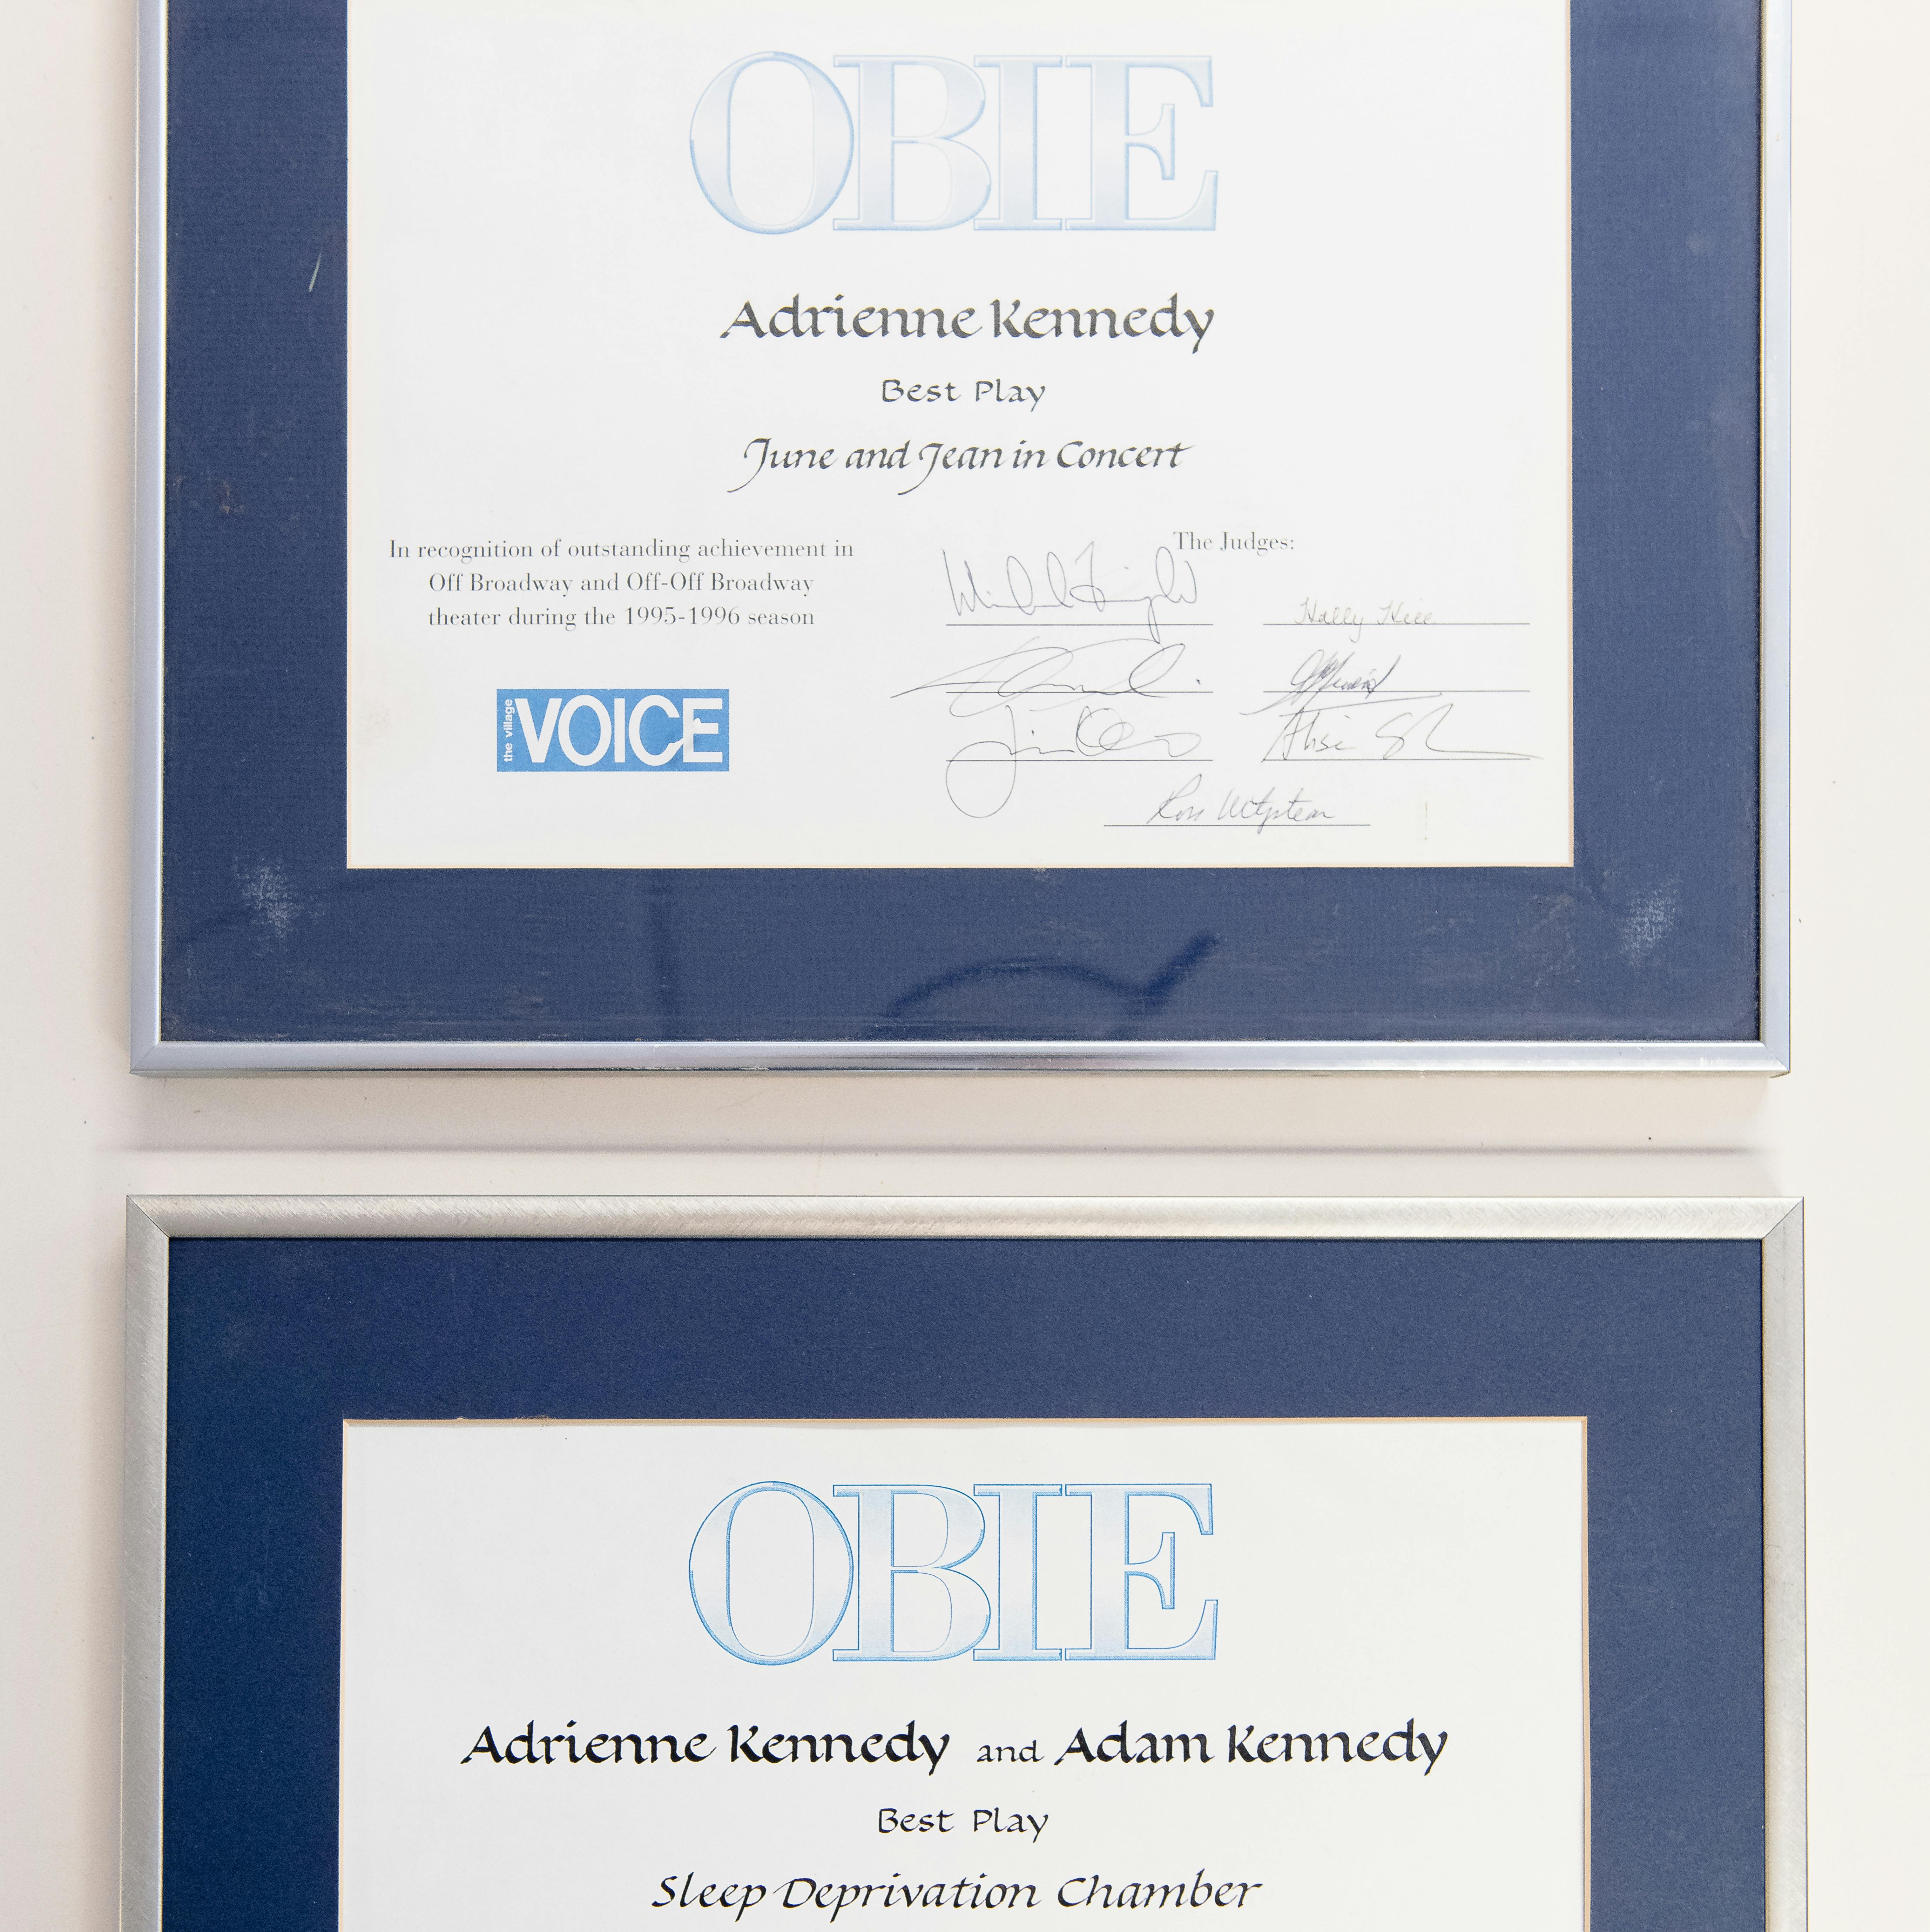 OBIE
Adrienne Kennedy
Best Play
June and Jean in Concert
In recognition of outstanding achievement in
Off Broadway and Off-Off Broadway
theater during the 1995-1996 season
the village VOICE
The Judges:
Holly Hill
OBIE
Adrienne Kennedy and Adam Kennedy
Best Play
Sleep Deprivation Chamber